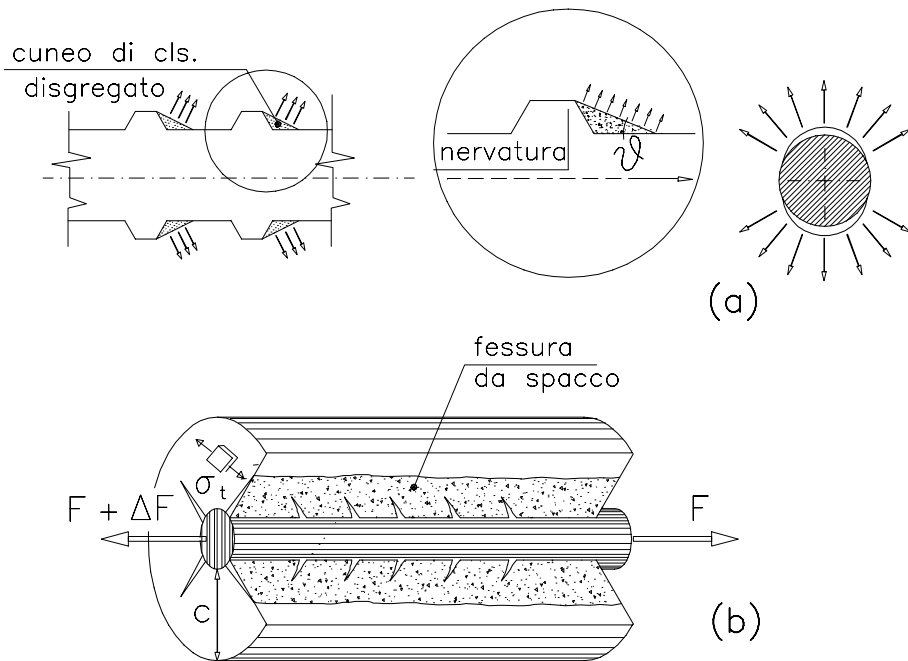 cuneo di cls.
disgregato
nervatura
ϑ
(a)
fessura
da spacco
σt
F + ΔF
F
c
(b)